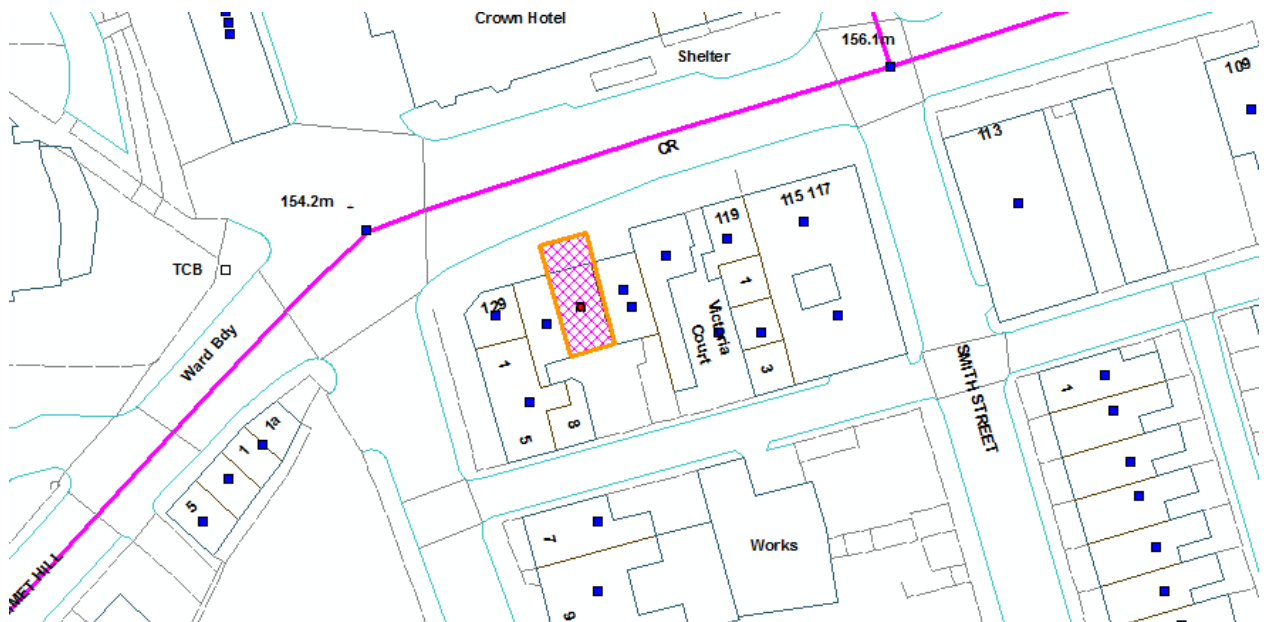 Crown Hotel
Shelter
156.1m
109
113
CR
154.2m
115 117
119
TCB
129
1
Victoria
Court
Ward Bdy
1
3
SMITH STREET
1
1a
1
5
5
8
7
Works
9
MET HILL